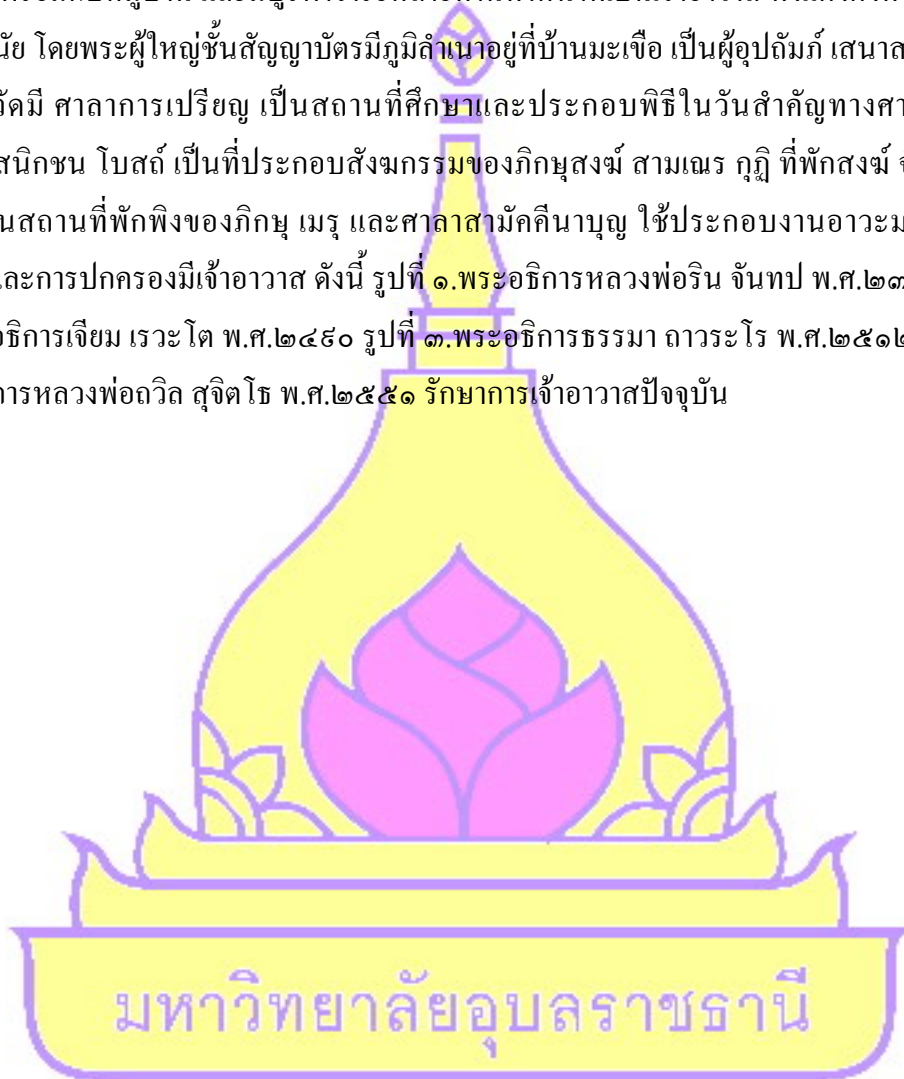 นัย โดยพระผู้ใหญ่ชั้นสัญญาบัตรมีภูมิลำเนาอยู่ที่บ้านมะเขือ เป็นผู้อุปถัมภ์ เสนาส
วัดมี ศาลาการเปรียญ เป็นสถานที่ศึกษาและประกอบพิธีในวันสำคัญทางศา
สนิกชน โบสถ์ เป็นที่ประกอบสังฆกรรมของภิกษุสงฆ์ สามเณร กุฏิ ที่พักสงฆ์
นสถานที่พักพิงของภิกษุ เมรุ และศาลาสามัคคีนาบุญ ใช้ประกอบงานอาวะม
และการปกครองมีเจ้าอาวาส ดังนี้ รูปที่ ๑.พระอธิการหลวงพ่อริน จันทป พ.ศ.๒๓
อธิการเจียม เรวะโต พ.ศ.๒๔๙๐ รูปที่ ๓.พระอธิการธรรมา ถาวระโร พ.ศ.๒๕๑๒
การหลวงพ่อถวิล สุจิตโธ พ.ศ.๒๕๕๑ รักษาการเจ้าอาวาสปัจจุบัน
มหาวิทยาลัยอุบลราชธานี